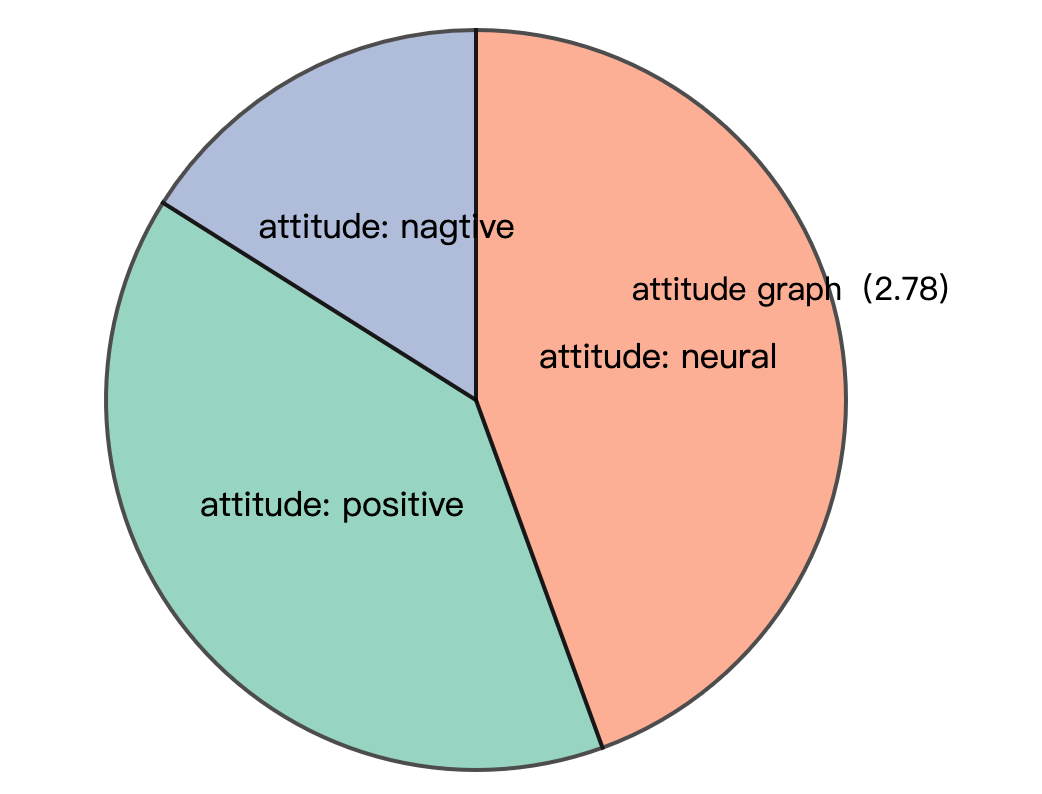 attitude: nagtive
attitude graph（2.78）
attitude: neural
attitude: positive